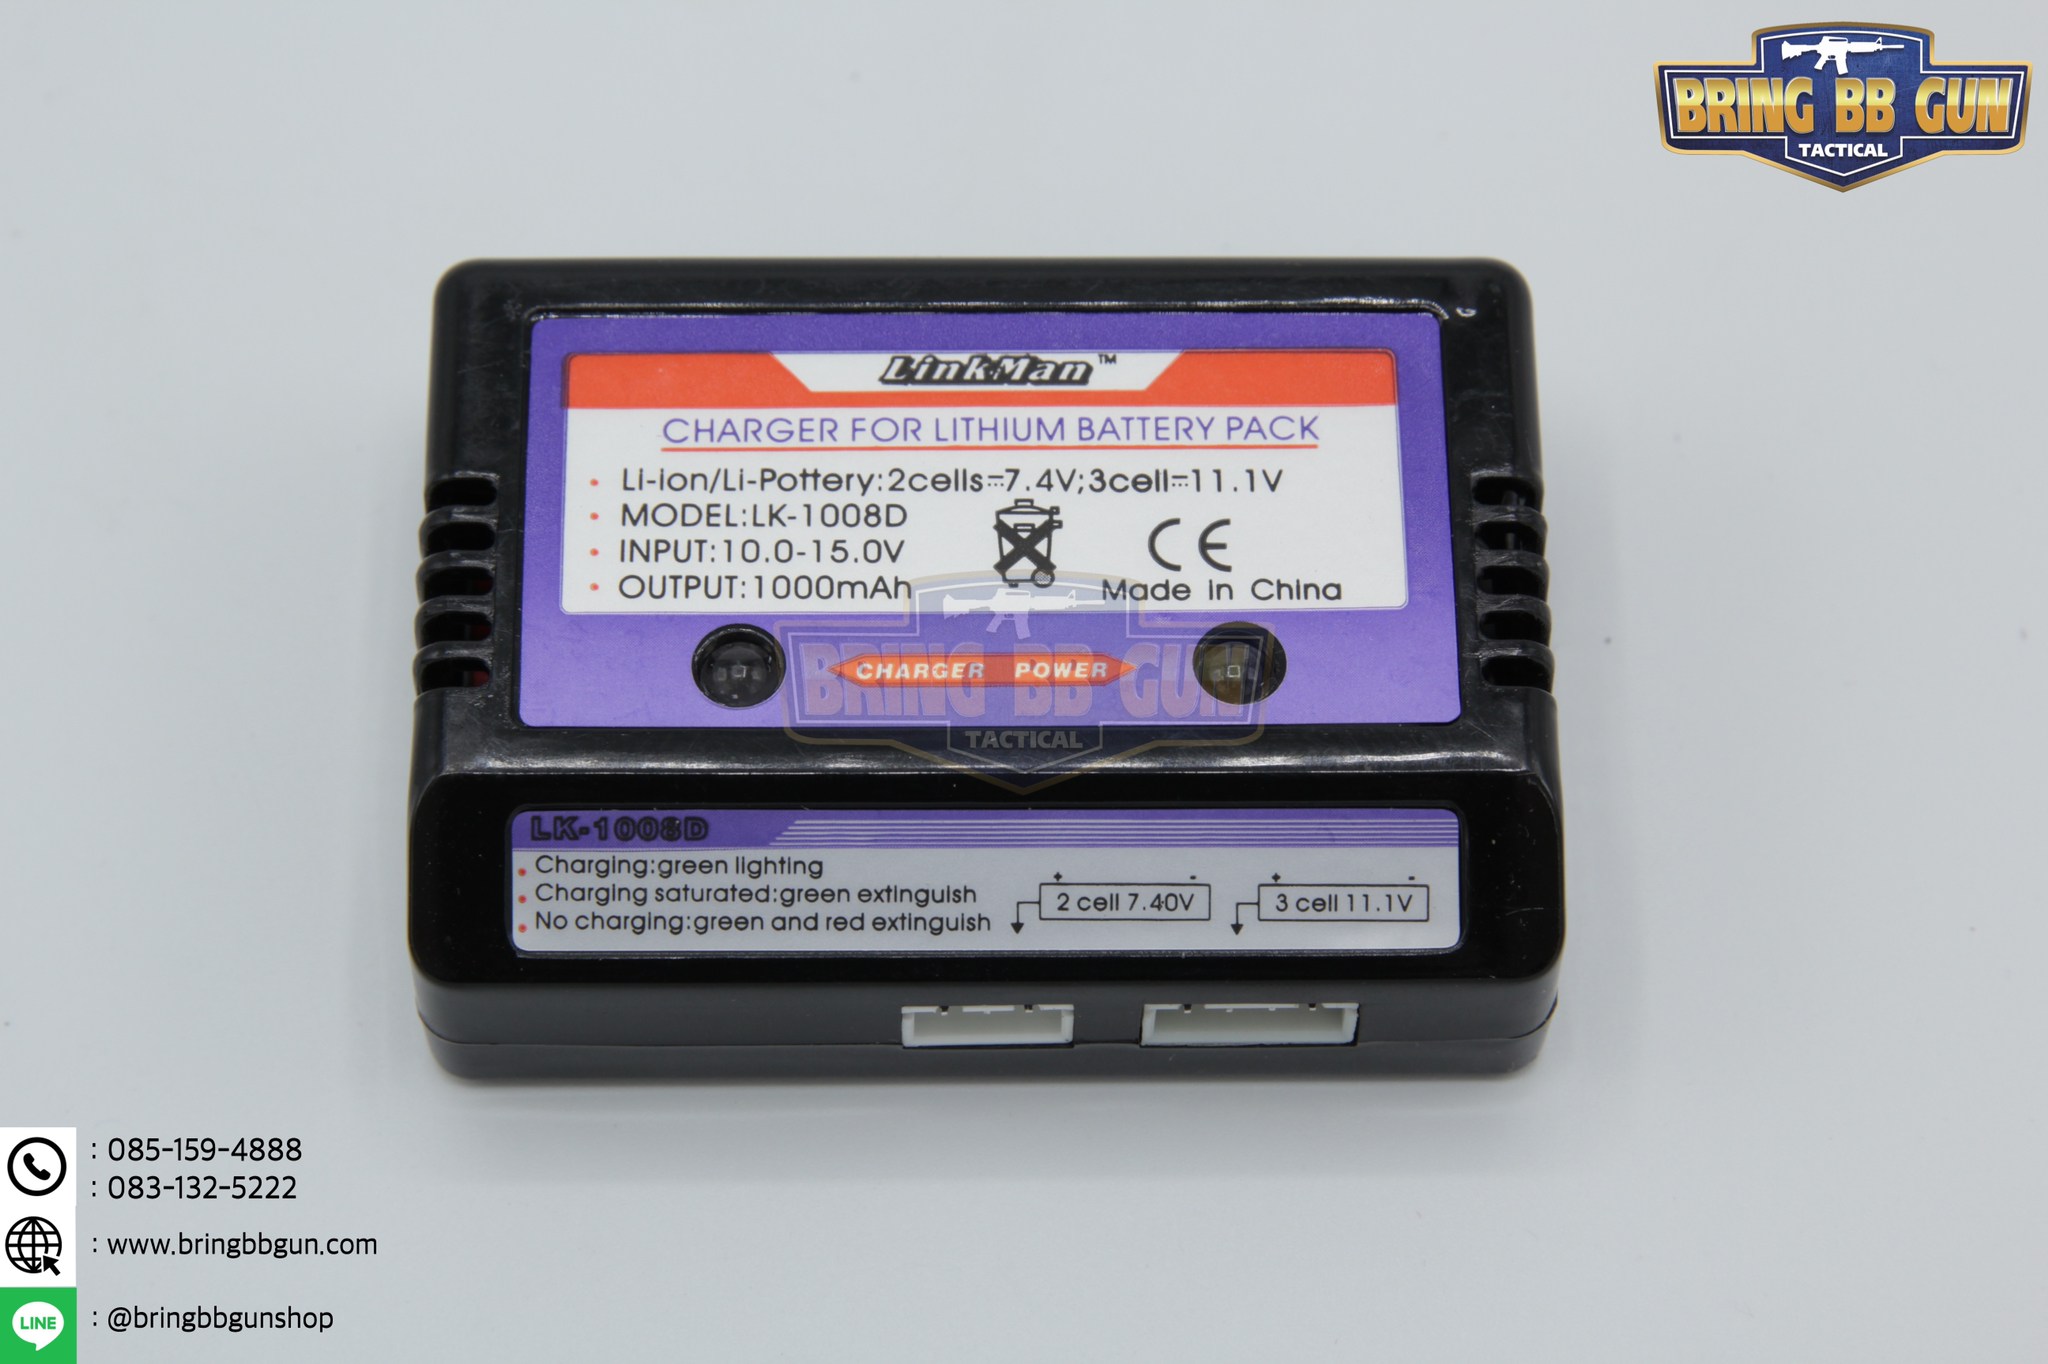 BRING BB GUN
TACTICAL
LinkMan™
CHARGER FOR LITHIUM BATTERY PACK
• Li-ion/Li-Pottery:2cells⎓7.4V;3cell⎓11.1V
• MODEL:LK-1008D
• INPUT:10.0-15.0V
• OUTPUT:1000mAh
CE
Made in China
CHARGER POWER
BRING BB GUN
TACTICAL
LK-1008D
• Charging:green lighting
• Charging saturated:green extinguish
• No charging:green and red extinguish
+ -
2 cell 7.40V
+ -
3 cell 11.1V
: 085-159-4888
: 083-132-5222
: www.bringbbgun.com
LINE : @bringbbgunshop